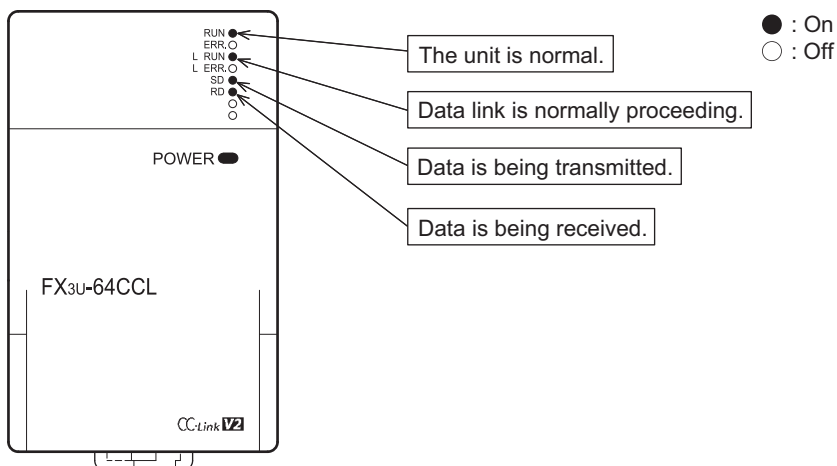 RUN
ERR.
L RUN
L ERR.
SD
RD
POWER
FX3U-64CCL
CC-Link V2
The unit is normal.
Data link is normally proceeding.
Data is being transmitted.
Data is being received.
: On
: Off